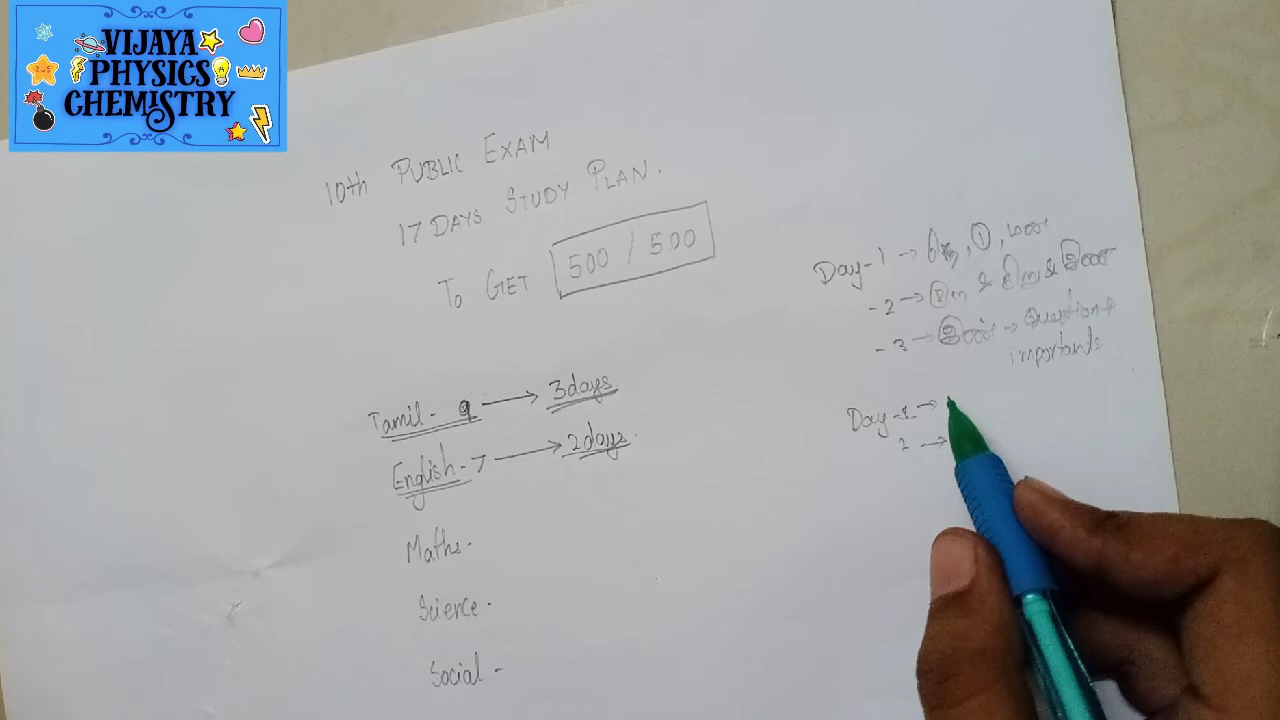 VIJAYA
PHYSICS
CHEMISTRY
10th PUBLIC EXAM
17 DAYS STUDY PLAN.
To GET 500 / 500
Tamil - 9 → 3days
English - 7 → 2days.
Maths -
Science -
Social -
Day - 1 →
- 2 → & சிறு &
- 3 → → Question &
importants
Day - 1 →
2 →